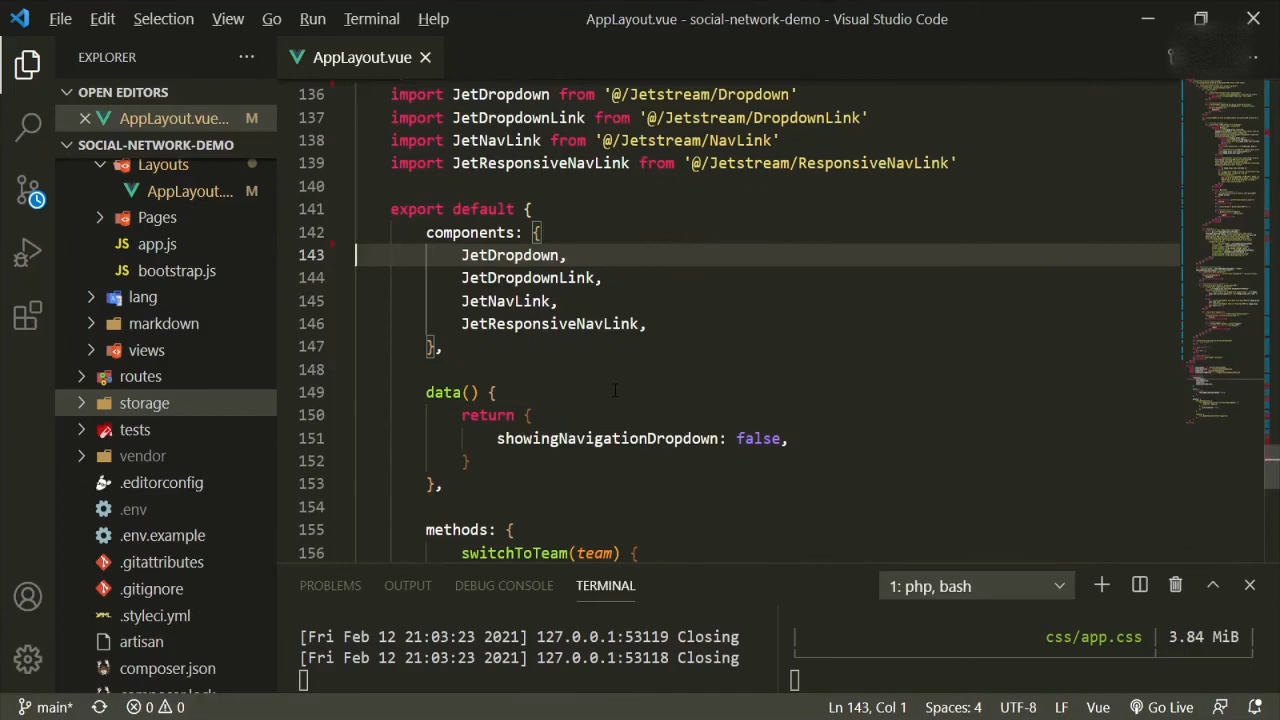 File Edit Selection View Go Run Terminal Help AppLayout.vue - social-network-demo - Visual Studio Code
EXPLORER
OPEN EDITORS
AppLayout.vue... M
SOCIAL-NETWORK-DEMO
Layouts
AppLayout.... M
Pages
app.js
bootstrap.js
lang
markdown
views
routes
storage
tests
vendor
.editorconfig
.env
.env.example
.gitattributes
.gitignore
.styleci.yml
artisan
composer.json
AppLayout.vue
136 import JetDropdown from '@/Jetstream/Dropdown'
137 import JetDropdownLink from '@/Jetstream/DropdownLink'
138 import JetNavLink from '@/Jetstream/NavLink'
139 import JetResponsiveNavLink from '@/Jetstream/ResponsiveNavLink'
140
141 export default {
142 components: {
143 JetDropdown,
144 JetDropdownLink,
145 JetNavLink,
146 JetResponsiveNavLink,
147 },
148
149 data() {
150 return {
151 showingNavigationDropdown: false,
152 }
153 },
154
155 methods: {
156 switchToTeam(team) {
PROBLEMS OUTPUT DEBUG CONSOLE TERMINAL 1: php, bash
[Fri Feb 12 21:03:23 2021] 127.0.0.1:53119 Closing
[Fri Feb 12 21:03:23 2021] 127.0.0.1:53118 Closing
css/app.css | 3.84 MiB
main* 0 0 Ln 143, Col 1 Spaces: 4 UTF-8 LF Vue Go Live